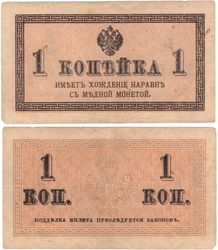 1 КОПѢЙКА 1
ИМѢЕТЪ ХОЖДЕНІЕ НАРАВНѢ
СЪ МѢДНОЙ МОНЕТОЙ.
1 1
КОП. КОП.
ПОДДѢЛКА БИЛЕТА ПРЕСЛѢДУЕТСЯ ЗАКОНОМЪ.